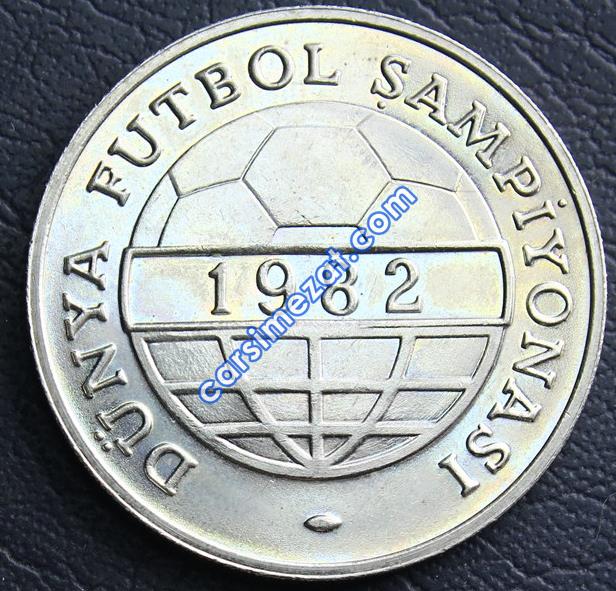 DÜNYA FUTBOL ŞAMPİYONASI
1982
carsimezat.com